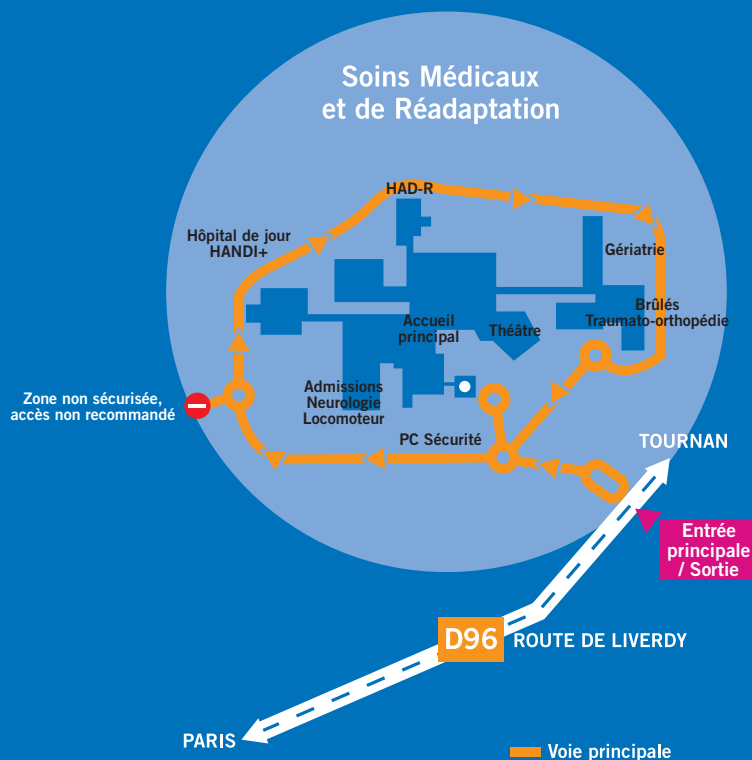 Soins Médicaux
et de Réadaptation
HAD-R
Hôpital de jour
HANDI+
Gériatrie
Brûlés
Traumato-orthopédie
Accueil
principal
Théâtre
Admissions
Neurologie
Locomoteur
Zone non sécurisée,
accès non recommandé
PC Sécurité
TOURNAN
Entrée
principale
/ Sortie
D96
ROUTE DE LIVERDY
PARIS
Voie principale